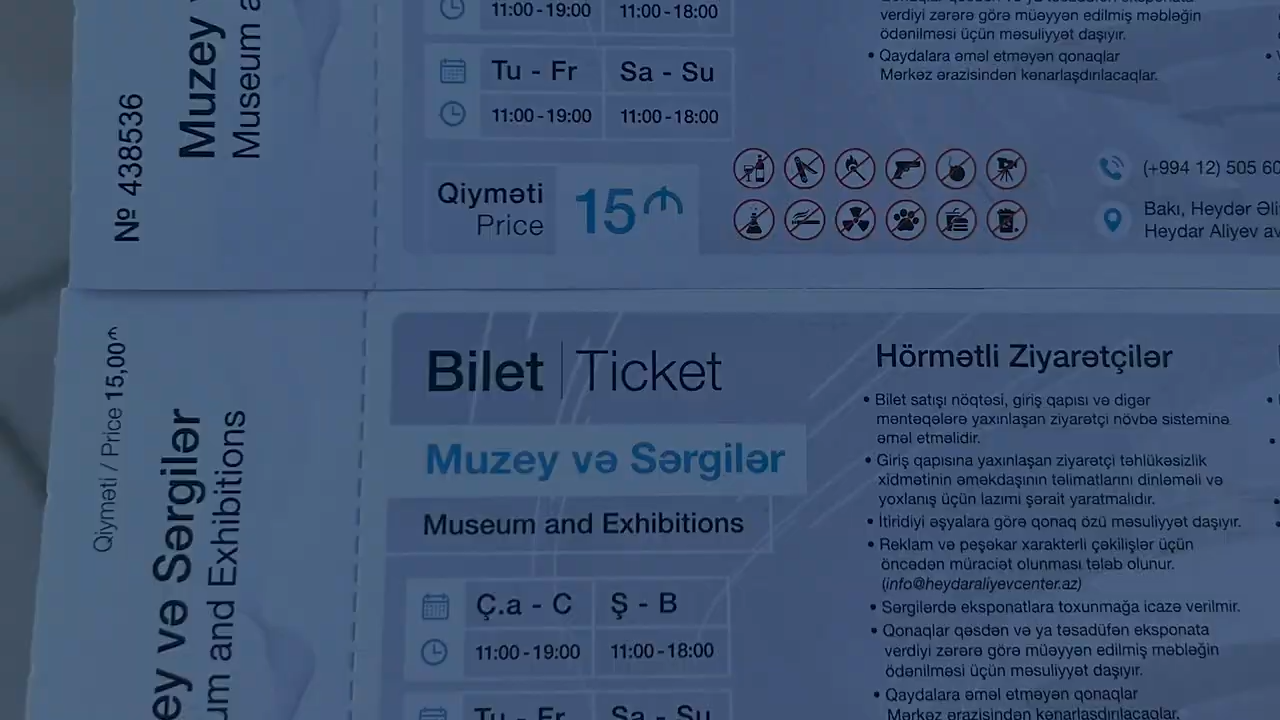 Muzey
Museum
№ 438536
11:00-19:00 11:00-18:00
Tu - Fr Sa - Su
11:00-19:00 11:00-18:00
Qiyməti
Price
15 ₼
verdiyi zərərə görə müəyyən edilmiş məbləğin
ödənilməsi üçün məsuliyyət daşıyır.
• Qaydalara əməl etməyən qonaqlar
Mərkəz ərazisindən kənarlaşdırılacaqlar.
(+994 12) 505 60
Bakı, Heydər
Heydar Aliyev
Qiyməti / Price 15,00₼
və Sərgilər
and Exhibitions
Bilet | Ticket
Muzey və Sərgilər
Museum and Exhibitions
Ç.a - C Ş - B
11:00-19:00 11:00-18:00
Tu - Fr Sa - Su
Hörmətli Ziyarətçilər
• Bilet satışı nöqtəsi, giriş qapısı və digər
məntəqələrə yaxınlaşan ziyarətçi növbə sisteminə
əməl etməlidir.
• Giriş qapısına yaxınlaşan ziyarətçi təhlükəsizlik
xidmətinin əməkdaşının təlimatlarını dinləməli və
yoxlanış üçün lazımi şərait yaratmalıdır.
• İtiridiyi əşyalara görə qonaq özü məsuliyyət daşıyır.
• Reklam və peşəkar xarakterli çəkilişlər üçün
öncədən müraciət olunması tələb olunur.
(info@heydaraliyevcenter.az)
• Sərgilərdə eksponatlara toxunmağa icazə verilmir.
• Qonaqlar qəsdən və ya təsadüfən eksponata
verdiyi zərərə görə müəyyən edilmiş məbləğin
ödənilməsi üçün məsuliyyət daşıyır.
• Qaydalara əməl etməyən qonaqlar
Mərkəz ərazisindən kənarlaşdırılacaqlar.